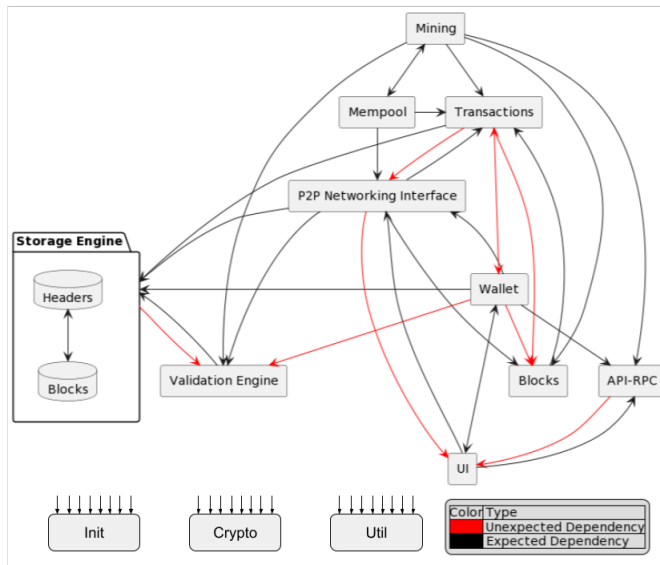 Mining
Mempool
Transactions
P2P Networking Interface
Storage Engine
Headers
Wallet
Blocks
Validation Engine
Blocks
API-RPC
UI
Init
Crypto
Util
Color Type
Unexpected Dependency
Expected Dependency